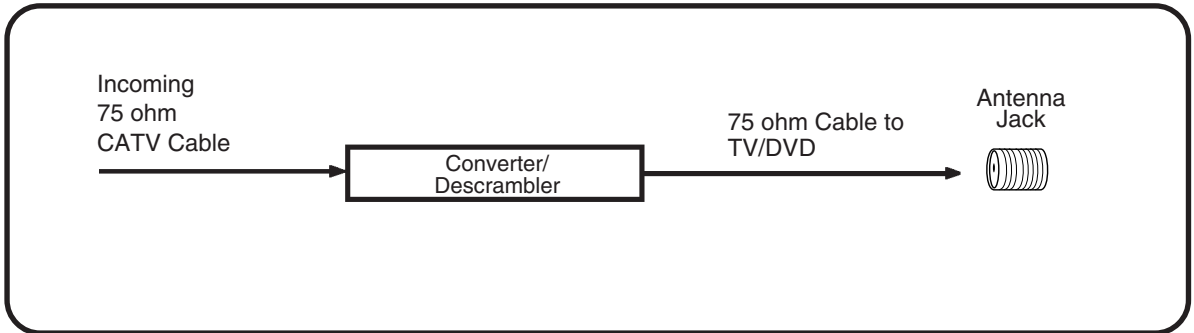 Incoming
75 ohm
CATV Cable
Converter/
Descrambler
75 ohm Cable to
TV/DVD
Antenna
Jack